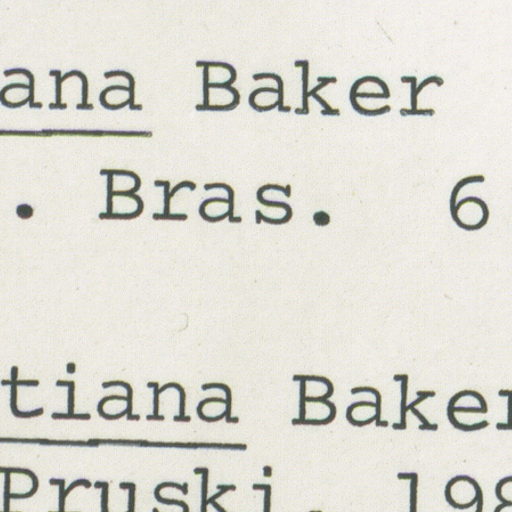 ana Baker
. Bras. 6
tiana Baker
Pruski, 198